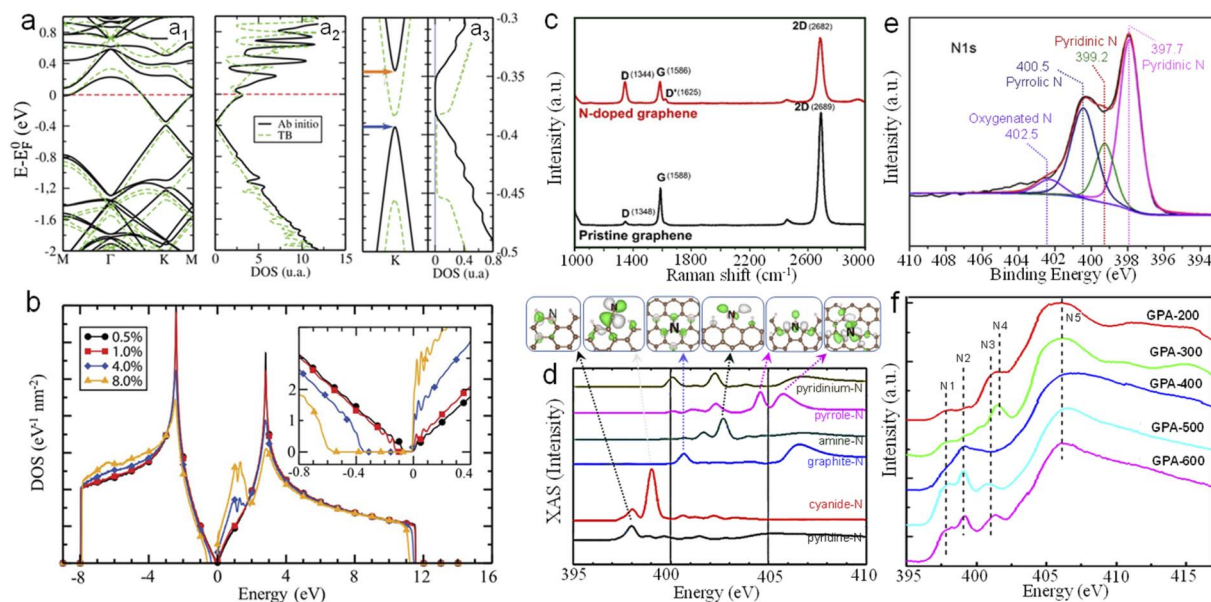 a
a1
0.8
0.4
0
-0.4
-0.8
-1.2
-1.6
-2
E-E⁰F (eV)
M Γ K M
a2
Ab initio
TB
0 5 10 15
DOS (u.a.)
a3
-0.3
-0.35
-0.4
-0.45
-0.5
K
0 0.4 0.8
DOS (u.a)
b
0.5%
1.0%
4.0%
8.0%
3
2
1
0
-0.8 -0.4 0 0.4
DOS (eV-1 nm-2)
-8 -4 0 4 8 12 16
Energy (eV)
c
2D (2682)
D (1344) G (1586)
D' (1625)
N-doped graphene
2D (2689)
G (1588)
D (1348)
Pristine graphene
Intensity (a.u.)
1000 1400 1800 2200 2600 3000
Raman shift (cm-1)
N N N N N N
d
pyridinium-N
pyrrole-N
amine-N
graphite-N
cyanide-N
pyridine-N
XAS (Intensity)
395 400 405 410
Energy (eV)
e
N1s
Pyridinic N
399.2
397.7
Pyridinic N
400.5
Pyrrolic N
Oxygenated N
402.5
Intensity (a.u.)
410 408 406 404 402 400 398 396 394
Binding Energy (eV)
f
N1 N2 N3 N4 N5
GPA-200
GPA-300
GPA-400
GPA-500
GPA-600
Intensity (a.u.)
395 400 405 410 415
Energy (eV)